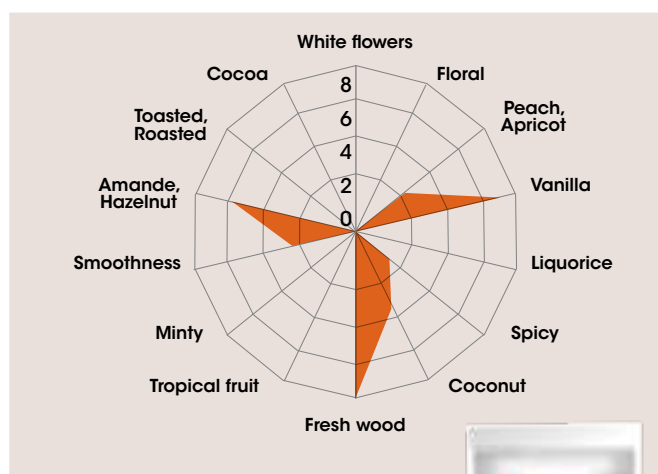 White flowers
Cocoa
Floral
Toasted,
Roasted
Peach,
Apricot
Amande,
Hazelnut
Vanilla
Smoothness
Liquorice
Minty
Spicy
Tropical fruit
Coconut
Fresh wood
8
6
4
2
0